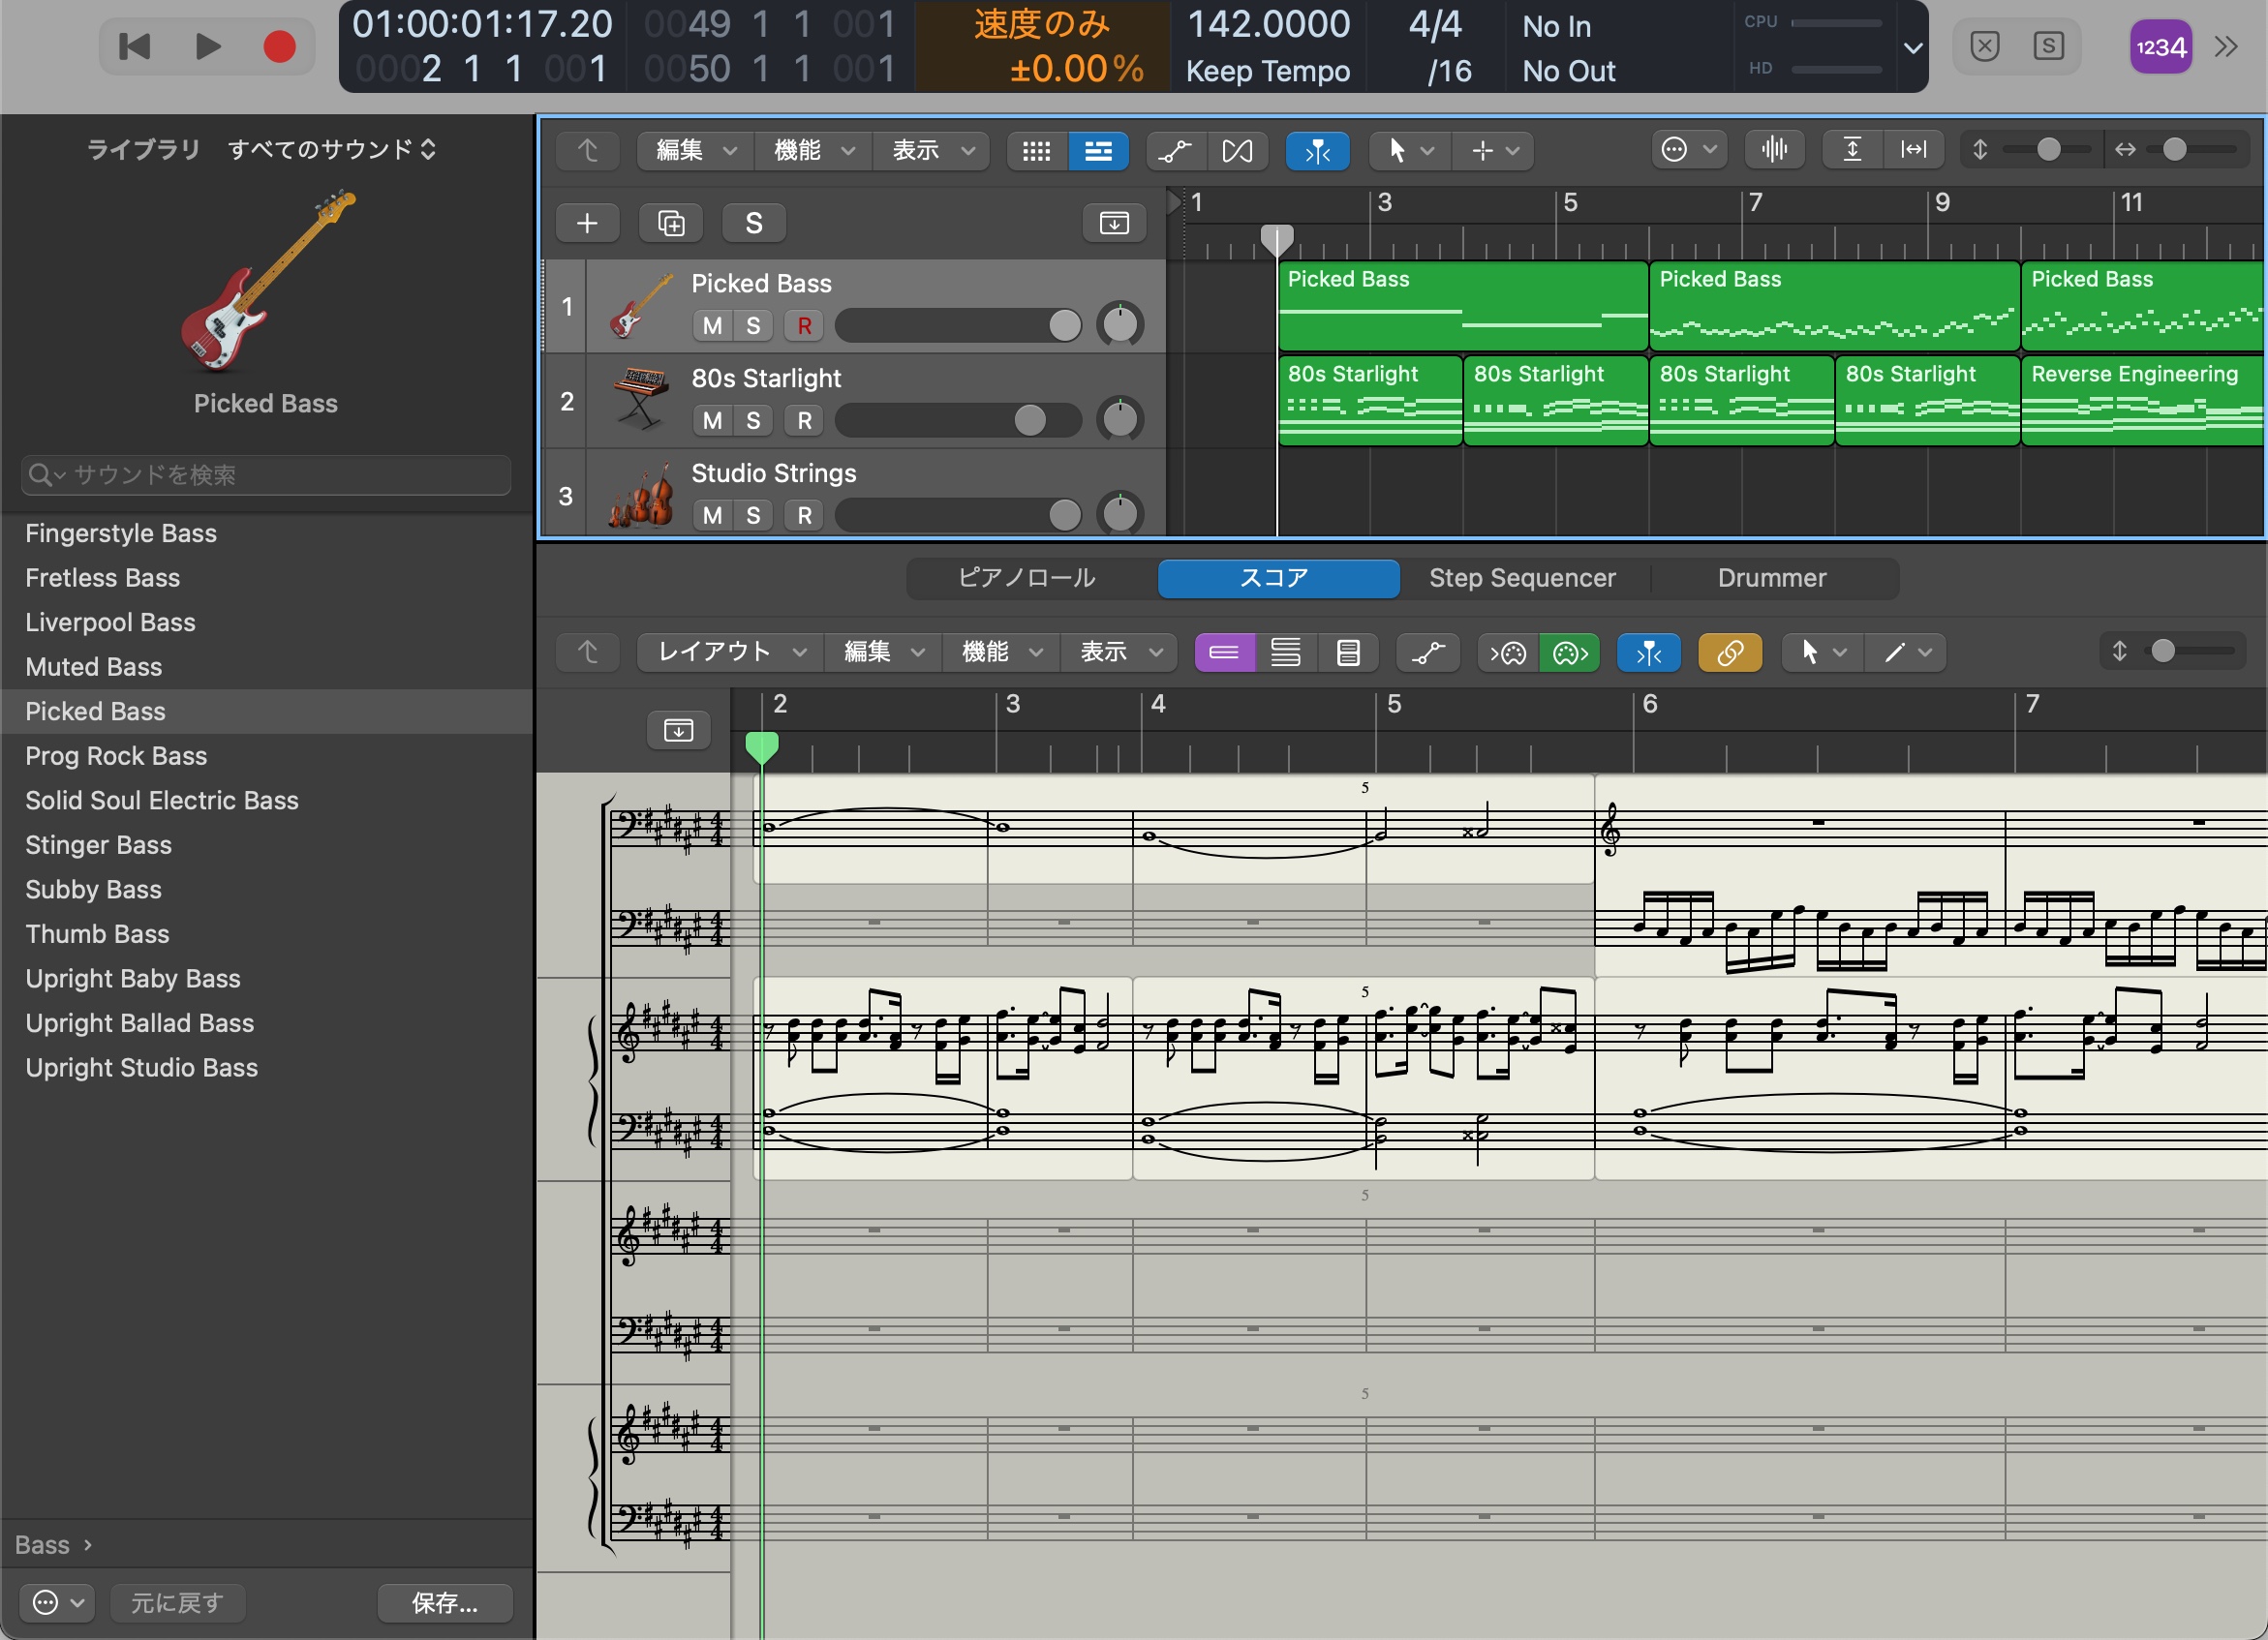 01:00:01:17.20
0002 1 1 001
0049 1 1 001
0050 1 1 001
速度のみ
±0.00%
142.0000
Keep Tempo
4/4
/16
No In
No Out
CPU
HD
S
1234
ライブラリ すべてのサウンド
Picked Bass
サウンドを検索
Fingerstyle Bass
Fretless Bass
Liverpool Bass
Muted Bass
Picked Bass
Prog Rock Bass
Solid Soul Electric Bass
Stinger Bass
Subby Bass
Thumb Bass
Upright Baby Bass
Upright Ballad Bass
Upright Studio Bass
Bass
元に戻す 保存...
編集 機能 表示
S
1 3 5 7 9 11
1 Picked Bass
M S R
2 80s Starlight
M S R
3 Studio Strings
M S R
Picked Bass Picked Bass Picked Bass
80s Starlight 80s Starlight 80s Starlight 80s Starlight Reverse Engineering
ピアノロール スコア Step Sequencer Drummer
レイアウト 編集 機能 表示
2 3 4 5 6 7
5
5
5
5